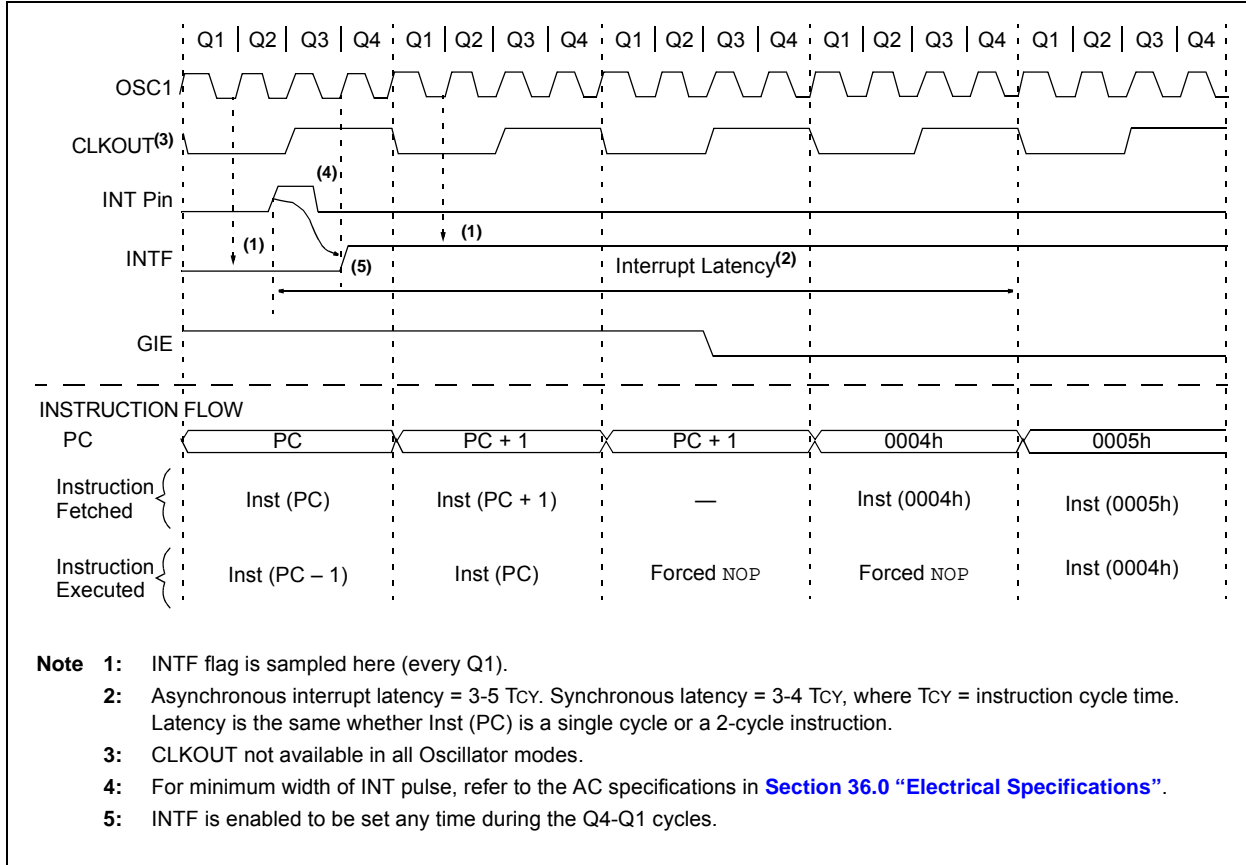 Q1 Q2 Q3 Q4 Q1 Q2 Q3 Q4 Q1 Q2 Q3 Q4 Q1 Q2 Q3 Q4 Q1 Q2 Q3 Q4
OSC1
CLKOUT(3)
(4)
INT Pin
(1) (1)
INTF
(5) Interrupt Latency(2)
GIE
INSTRUCTION FLOW
PC PC PC + 1 PC + 1 0004h 0005h
Instruction
Fetched
Inst (PC) Inst (PC + 1) — Inst (0004h) Inst (0005h)
Instruction
Executed
Inst (PC – 1) Inst (PC) Forced NOP Forced NOP Inst (0004h)
Note 1: INTF flag is sampled here (every Q1).
2: Asynchronous interrupt latency = 3-5 TCY. Synchronous latency = 3-4 TCY, where TCY = instruction cycle time.
Latency is the same whether Inst (PC) is a single cycle or a 2-cycle instruction.
3: CLKOUT not available in all Oscillator modes.
4: For minimum width of INT pulse, refer to the AC specifications in Section 36.0 “Electrical Specifications”.
5: INTF is enabled to be set any time during the Q4-Q1 cycles.